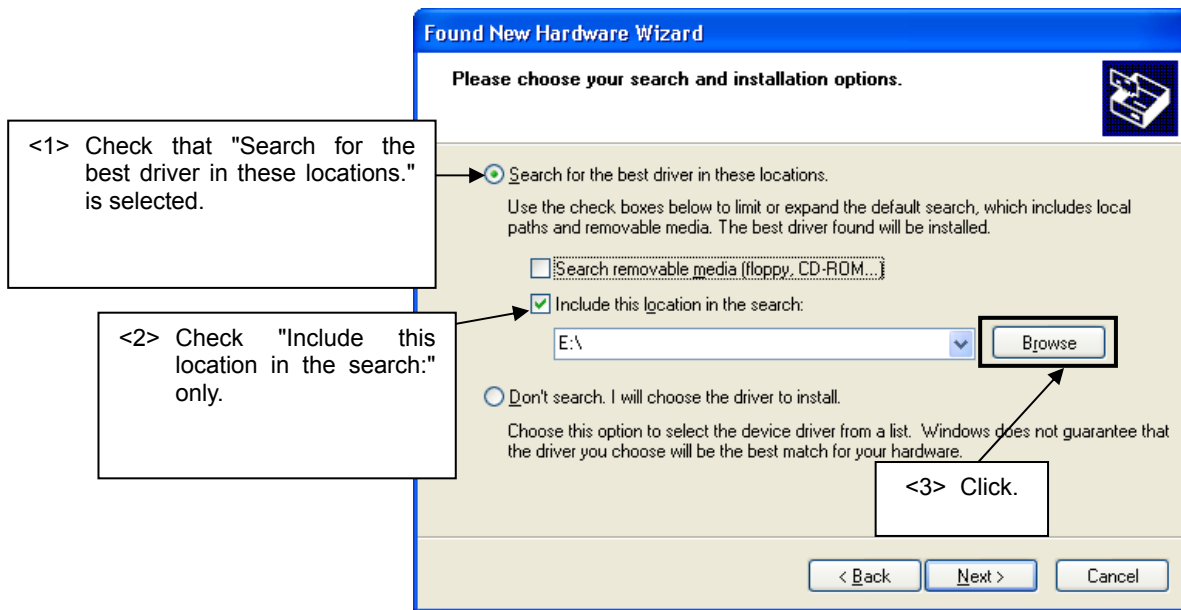 Found New Hardware Wizard
Please choose your search and installation options.
<1> Check that "Search for the
best driver in these locations."
is selected.
Search for the best driver in these locations.
Use the check boxes below to limit or expand the default search, which includes local
paths and removable media. The best driver found will be installed.
Search removable media (floppy, CD-ROM...)
Include this location in the search:
<2> Check "Include this
location in the search:"
only.
E:\
Browse
Don't search. I will choose the driver to install.
Choose this option to select the device driver from a list. Windows does not guarantee that
the driver you choose will be the best match for your hardware.
<3> Click.
< Back
Next >
Cancel